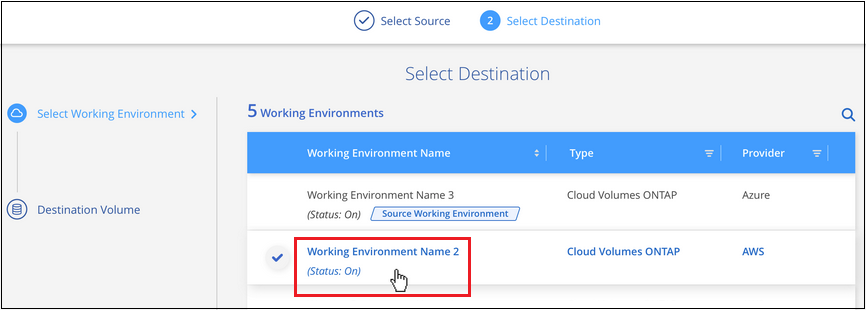 Select Source 2 Select Destination
Select Destination
Select Working Environment
5 Working Environments
Working Environment Name Type Provider
Working Environment Name 3 Cloud Volumes ONTAP Azure
(Status: On) Source Working Environment
Destination Volume
Working Environment Name 2 Cloud Volumes ONTAP AWS
(Status: On)